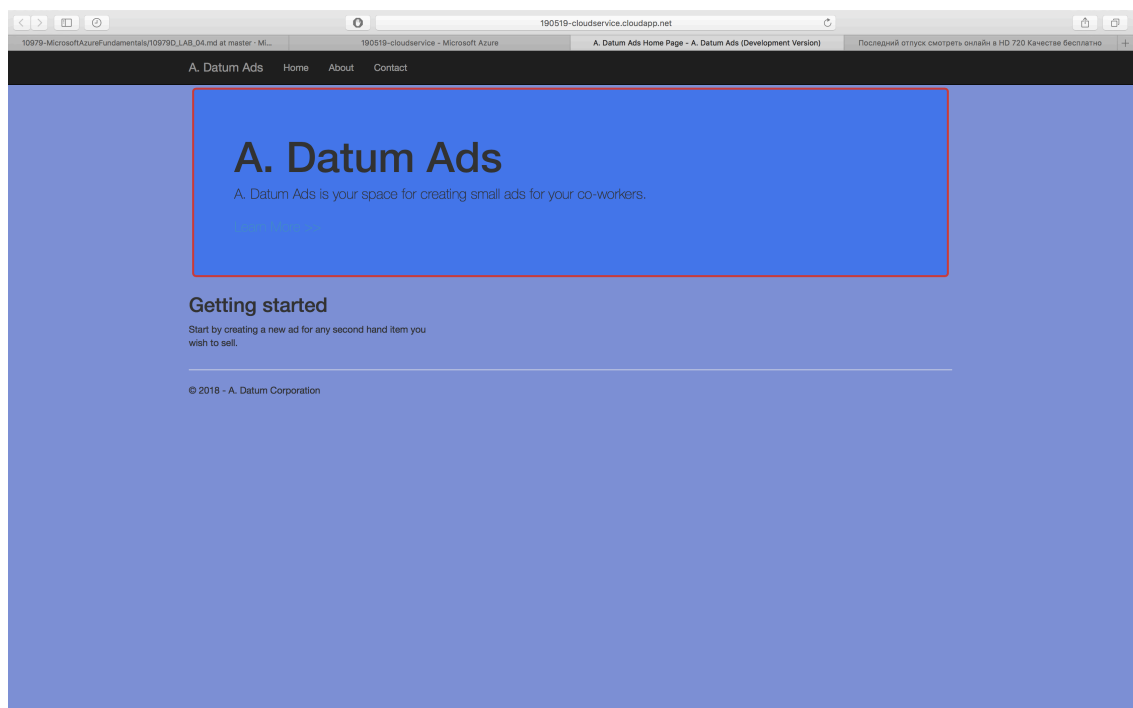 190519-cloudservice.cloudapp.net
10979-MicrosoftAzureFundamentals/10979D_LAB_04.md at master · Mi...
190519-cloudservice - Microsoft Azure
A. Datum Ads Home Page - A. Datum Ads (Development Version)
Последний отпуск смотреть онлайн в HD 720 Качестве бесплатно
A. Datum Ads Home About Contact
A. Datum Ads
A. Datum Ads is your space for creating small ads for your co-workers.
Learn More >>
Getting started
Start by creating a new ad for any second hand item you
wish to sell.
© 2018 - A. Datum Corporation